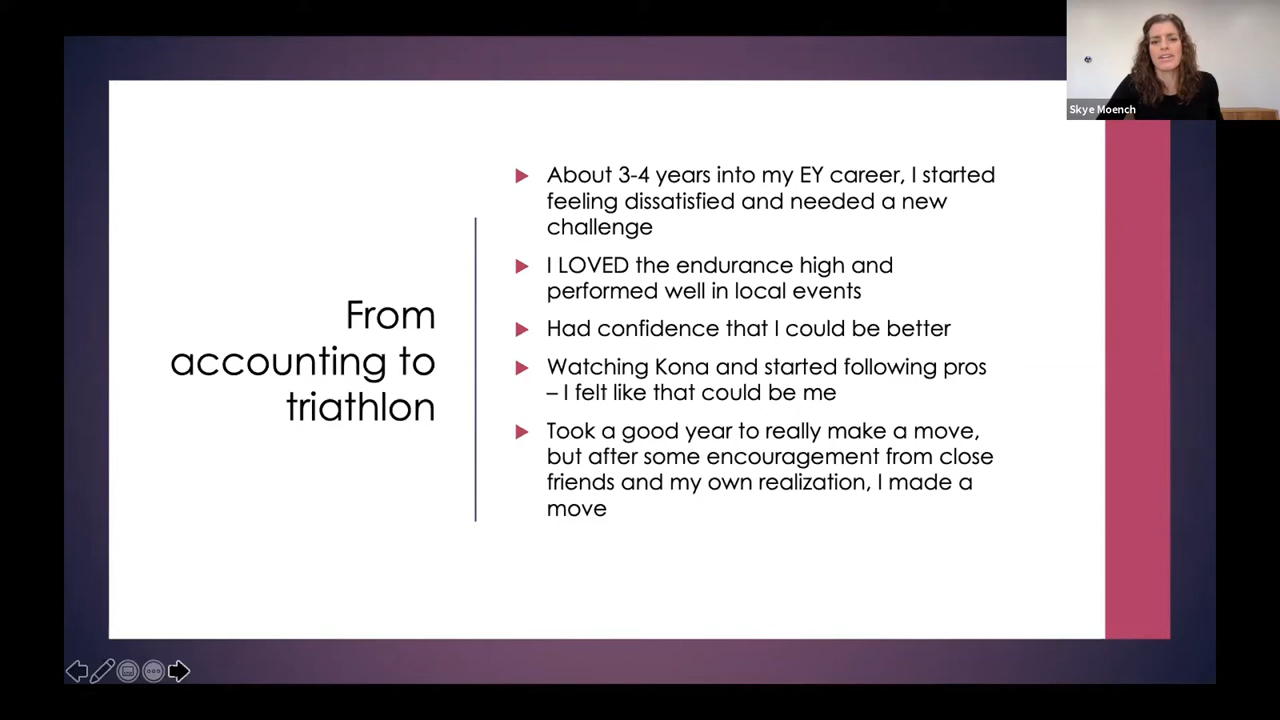 Skye Moench
From
accounting to
triathlon
About 3-4 years into my EY career, I started
feeling dissatisfied and needed a new
challenge
I LOVED the endurance high and
performed well in local events
Had confidence that I could be better
Watching Kona and started following pros
– I felt like that could be me
Took a good year to really make a move,
but after some encouragement from close
friends and my own realization, I made a
move